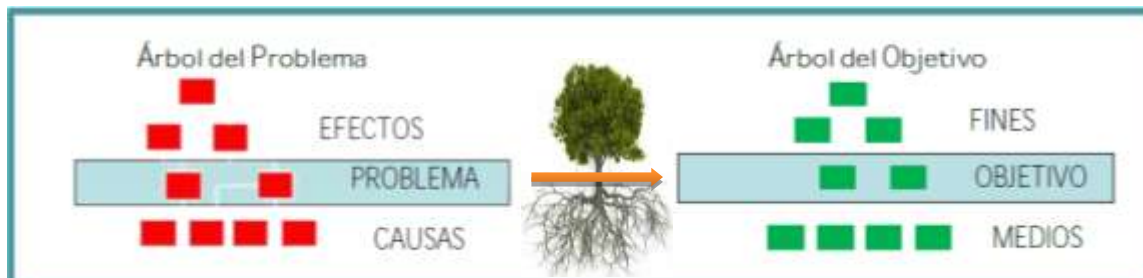 Árbol del Problema
EFECTOS
PROBLEMA
CAUSAS
Árbol del Objetivo
FINES
OBJETIVO
MEDIOS